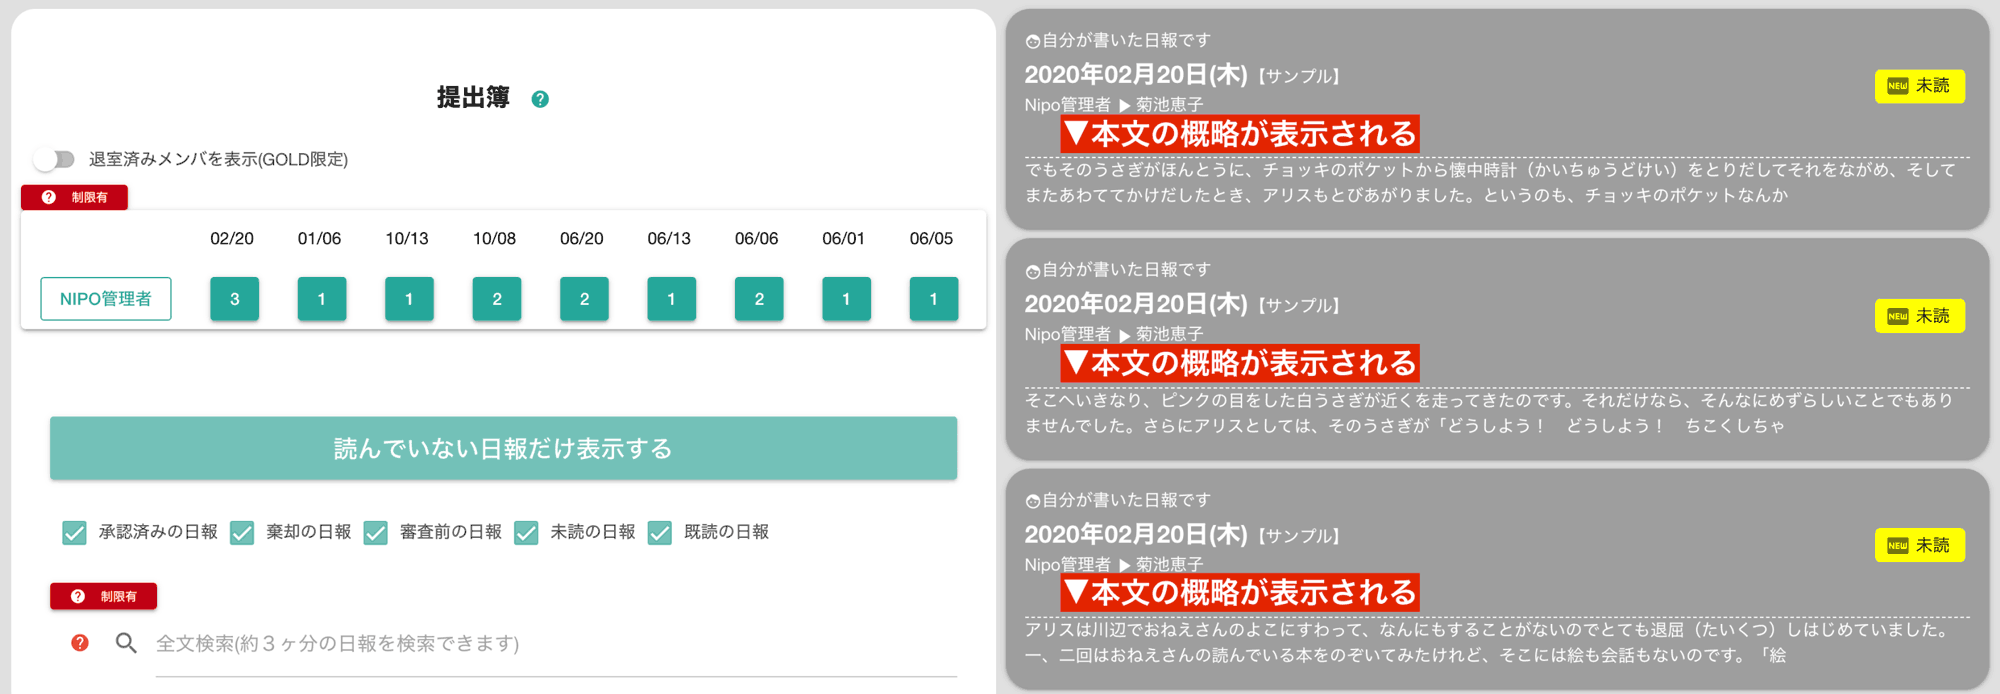 提出簿
退室済みメンバを表示(GOLD限定)
制限有
02/20 01/06 10/13 10/08 06/20 06/13 06/06 06/01 06/05
NIPO管理者 3 1 1 2 2 1 2 1 1
読んでいない日報だけ表示する
承認済みの日報 棄却の日報 審査前の日報 未読の日報 既読の日報
制限有
全文検索(約３ヶ分の日報を検索できます)
自分が書いた日報です
2020年02月20日(木)【サンプル】
NEW 未読
Nipo管理者 ▶ 菊池恵子
▼本文の概略が表示される
でもそのうさぎがほんとうに、チョッキのポケットから懐中時計（かいちゅうどけい）をとりだしてそれをながめ、そして
またあわててかけだしたとき、アリスもとびあがりました。というのも、チョッキのポケットなんか
自分が書いた日報です
2020年02月20日(木)【サンプル】
NEW 未読
Nipo管理者 ▶ 菊池恵子
▼本文の概略が表示される
そこへいきなり、ピンクの目をした白うさぎが近くを走ってきたのです。それだけなら、そんなにめずらしいことでもあり
ませんでした。さらにアリスとしては、そのうさぎが「どうしよう！　どうしよう！　ちこくしちゃ
自分が書いた日報です
2020年02月20日(木)【サンプル】
NEW 未読
Nipo管理者 ▶ 菊池恵子
▼本文の概略が表示される
アリスは川辺でおねえさんのよこにすわって、なんにもすることがないのでとても退屈（たいくつ）しはじめていました。
一、二回はおねえさんの読んでいる本をのぞいてみたけれど、そこには絵も会話もないのです。「絵